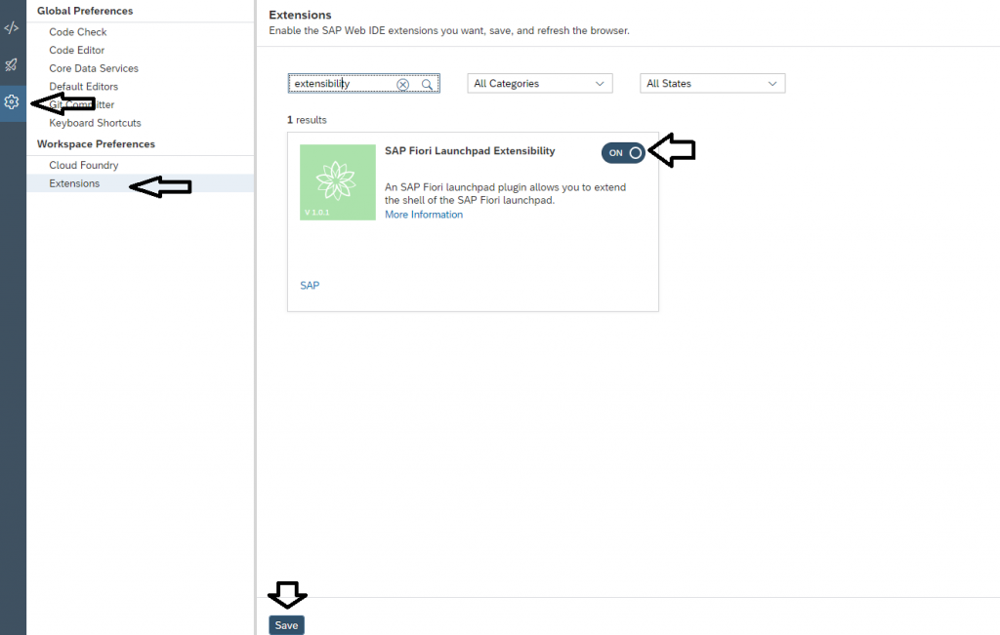 Global Preferences
Code Check
Code Editor
Core Data Services
Default Editors
Git Committer
Keyboard Shortcuts
Workspace Preferences
Cloud Foundry
Extensions
Extensions
Enable the SAP Web IDE extensions you want, save, and refresh the browser.
extensibility
All Categories
All States
1 results
SAP Fiori Launchpad Extensibility
ON
An SAP Fiori launchpad plugin allows you to extend
the shell of the SAP Fiori launchpad.
More Information
V 1.0.1
SAP
Save